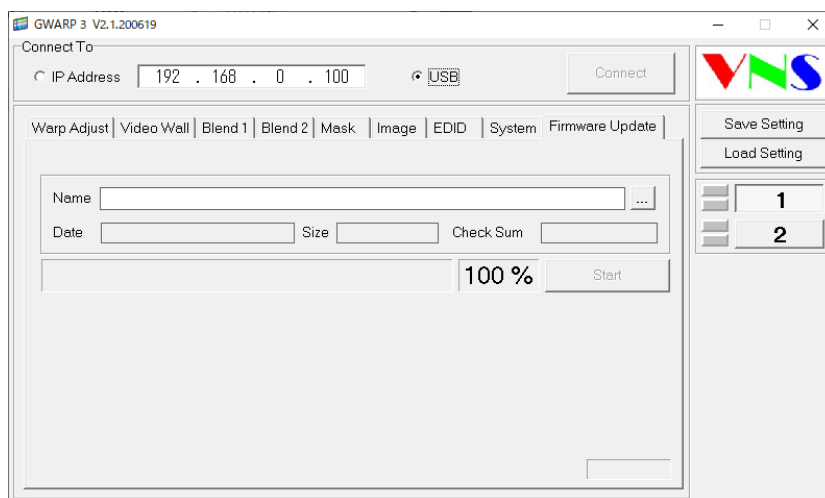 GWARP 3 V2.1.200619
Connect To
IP Address 192 . 168 . 0 . 100 USB Connect
VNS
Warp Adjust Video Wall Blend 1 Blend 2 Mask Image EDID System Firmware Update
Save Setting
Load Setting
Name ...
Date Size Check Sum
100 % Start
1
2